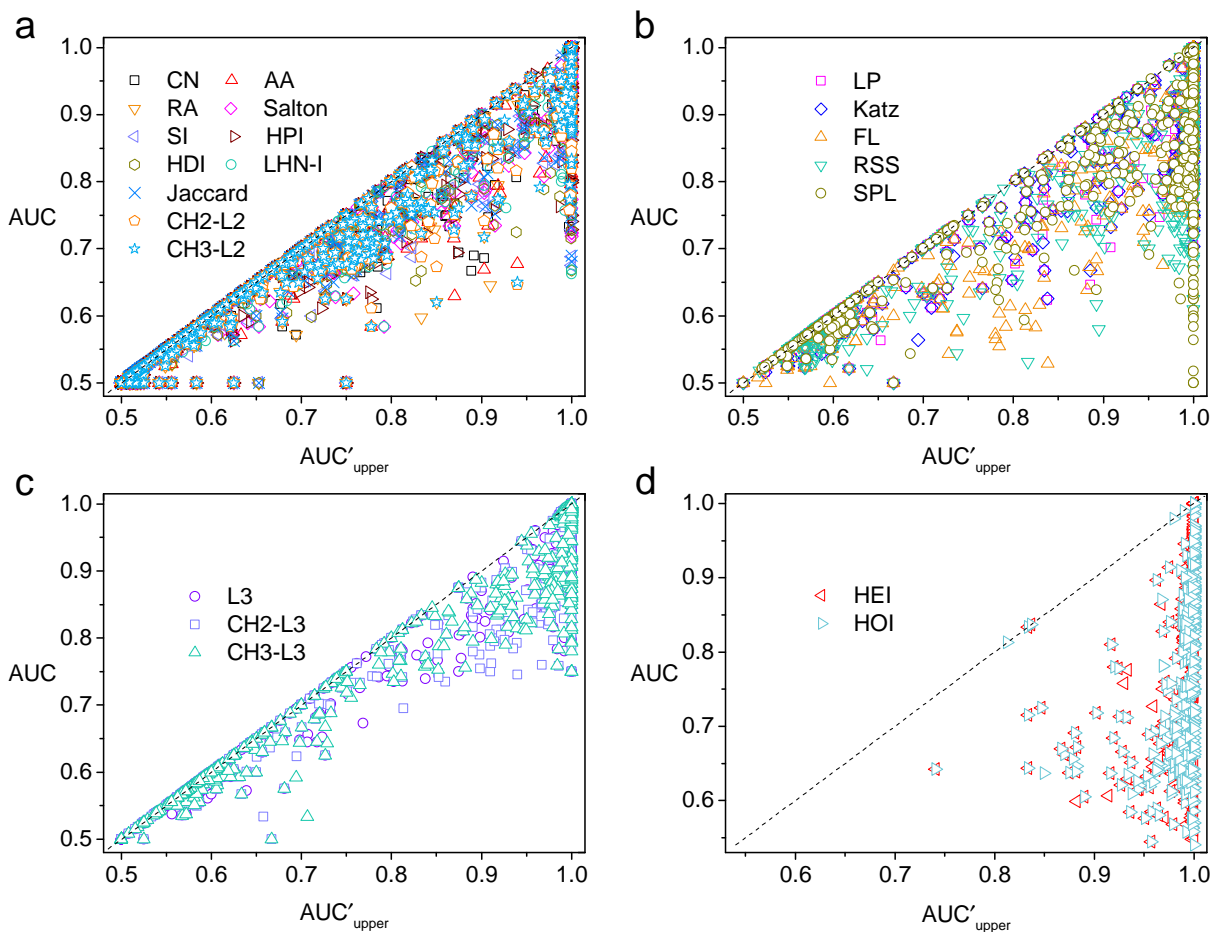 a
1.0
0.9
0.8
0.7
0.6
0.5
AUC
CN AA
RA Salton
SI HPI
HDI LHN-I
Jaccard
CH2-L2
CH3-L2
0.5 0.6 0.7 0.8 0.9 1.0
AUC′upper
b
1.0
0.9
0.8
0.7
0.6
0.5
AUC
LP
Katz
FL
RSS
SPL
0.5 0.6 0.7 0.8 0.9 1.0
AUC′upper
c
1.0
0.9
0.8
0.7
0.6
0.5
AUC
L3
CH2-L3
CH3-L3
0.5 0.6 0.7 0.8 0.9 1.0
AUC′upper
d
1.0
0.9
0.8
0.7
0.6
AUC
HEI
HOI
0.6 0.7 0.8 0.9 1.0
AUC′upper